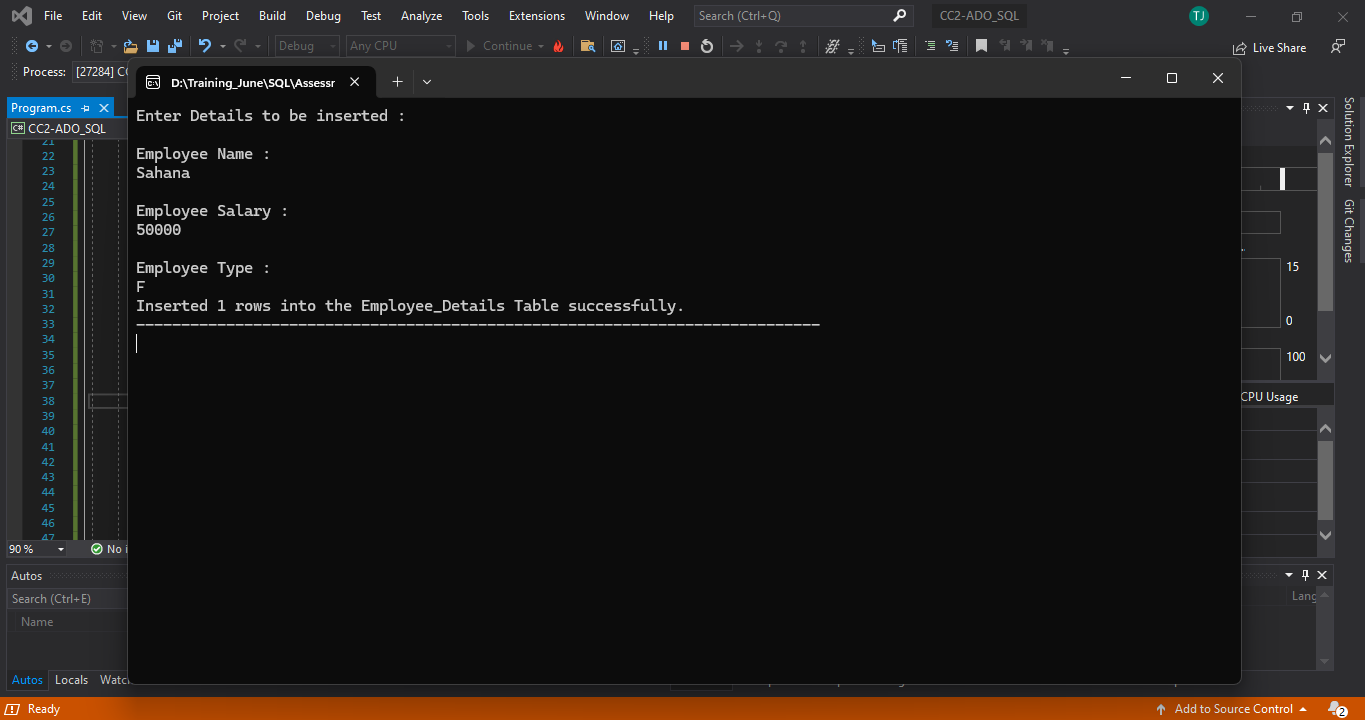 File Edit View Git Project Build Debug Test Analyze Tools Extensions Window Help Search (Ctrl+Q) CC2-ADO_SQL TJ
Debug Any CPU Continue Live Share
Process: [27284] CC
D:\Training_June\SQL\Assessr
Program.cs
CC2-ADO_SQL
Enter Details to be inserted :
Employee Name :
Sahana
Employee Salary :
50000
Employee Type :
F
Inserted 1 rows into the Employee_Details Table successfully.
--------------------------------------------------------------------------------
21
22
23
24
25
26
27
28
29
30
31
32
33
34
35
36
37
38
39
40
41
42
43
44
45
46
47
90 % No i
Solution Explorer
Git Changes
15
0
100
CPU Usage
Autos
Search (Ctrl+E)
Name Lang
Autos Locals Watc
Ready Add to Source Control 2